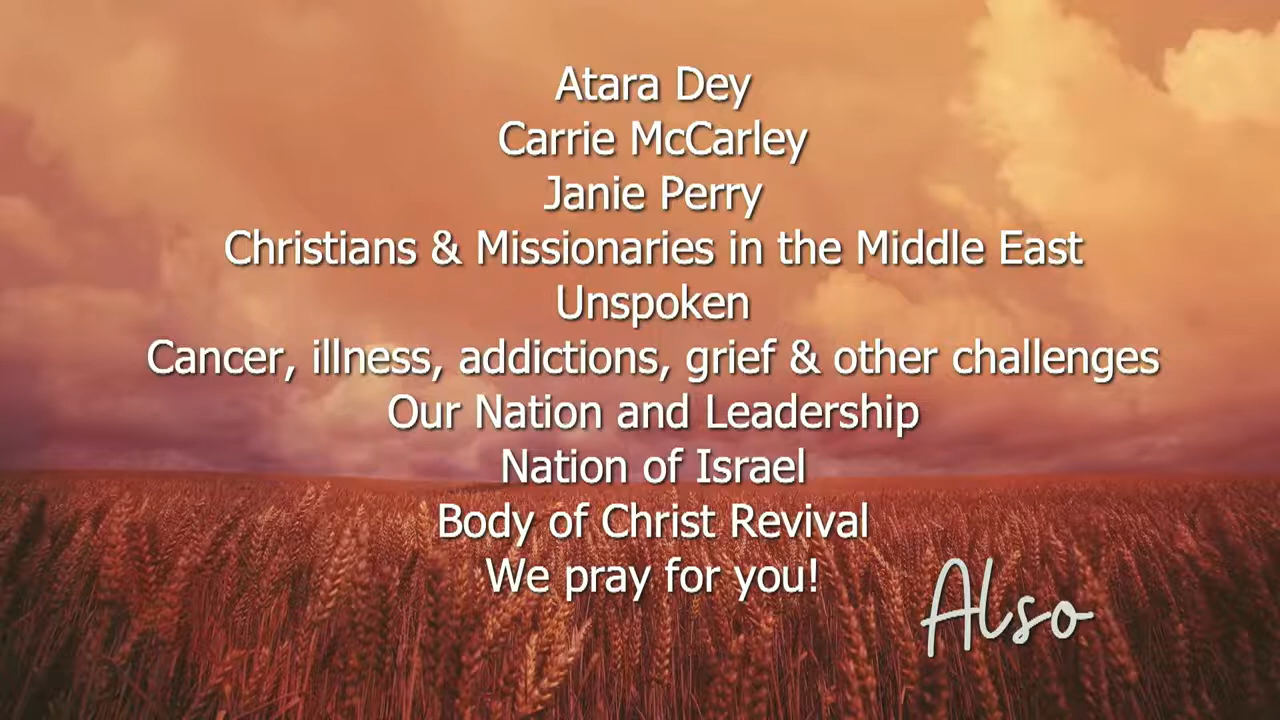 Atara Dey
Carrie McCarley
Janie Perry
Christians & Missionaries in the Middle East
Unspoken
Cancer, illness, addictions, grief & other challenges
Our Nation and Leadership
Nation of Israel
Body of Christ Revival
We pray for you!
Also